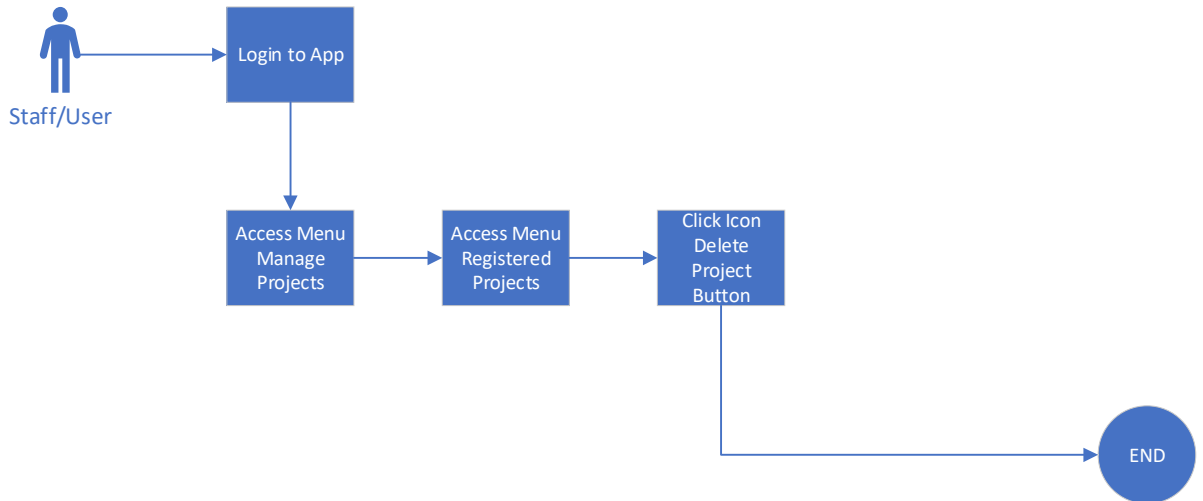 Login to App
Staff/User
Access Menu
Manage
Projects
Access Menu
Registered
Projects
Click Icon
Delete
Project
Button
END